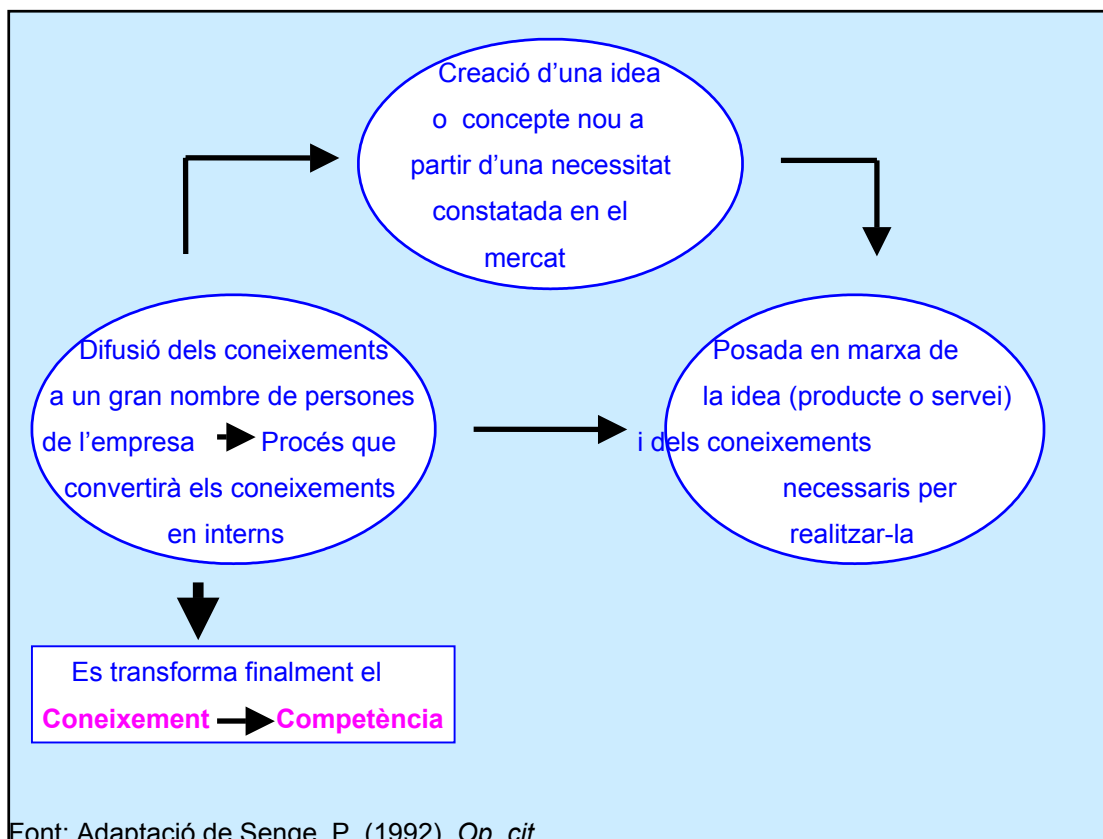 Creació d’una idea
o concepte nou a
partir d’una necessitat
constatada en el
mercat
Difusió dels coneixements
a un gran nombre de persones
de l’empresa Procés que
convertirà els coneixements
en interns
Posada en marxa de
la idea (producte o servei)
i dels coneixements
necessaris per
realitzar-la
Es transforma finalment el
Coneixement Competència
Font: Adaptació de Senge, P. (1992), Op. cit